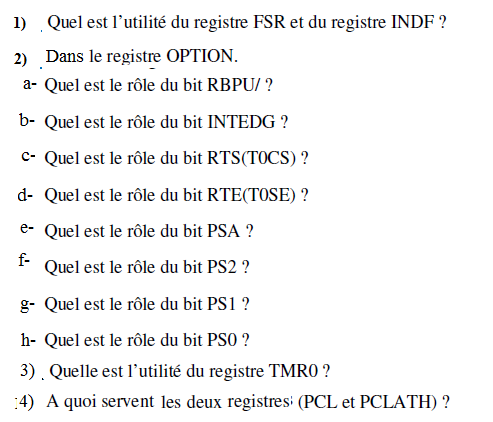 1) Quel est l'utilité du registre FSR et du registre INDF ?
2) Dans le registre OPTION.
a- Quel est le rôle du bit RBPU/ ?
b- Quel est le rôle du bit INTEDG ?
c- Quel est le rôle du bit RTS(T0CS) ?
d- Quel est le rôle du bit RTE(T0SE) ?
e- Quel est le rôle du bit PSA ?
f- Quel est le rôle du bit PS2 ?
g- Quel est le rôle du bit PS1 ?
h- Quel est le rôle du bit PS0 ?
3) . Quelle est l'utilité du registre TMR0 ?
4) A quoi servent les deux registres (PCL et PCLATH) ?